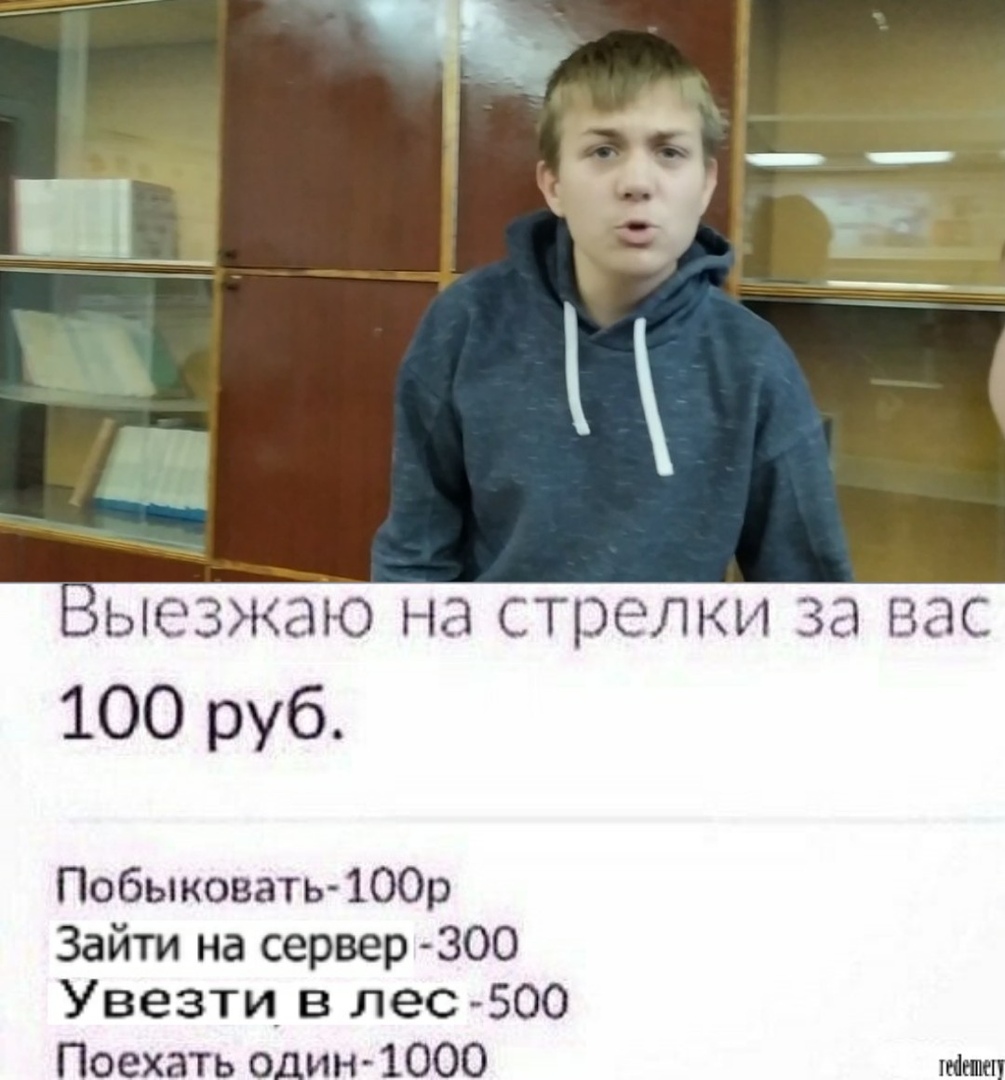 Выезжаю на стрелки за вас
100 руб.
Побыковать-100р
Зайти на сервер -300
Увезти в лес -500
Поехать один-1000
redemery